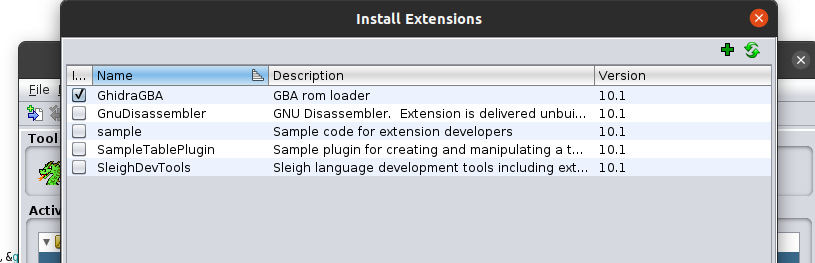 Install Extensions
File
I... Name Description Version
GhidraGBA GBA rom loader 10.1
GnuDisassembler GNU Disassembler. Extension is delivered unbui... 10.1
sample Sample code for extension developers 10.1
Tool
SampleTablePlugin Sample plugin for creating and manipulating a t... 10.1
SleighDevTools Sleigh language development tools including ext... 10.1
Activ
, &g